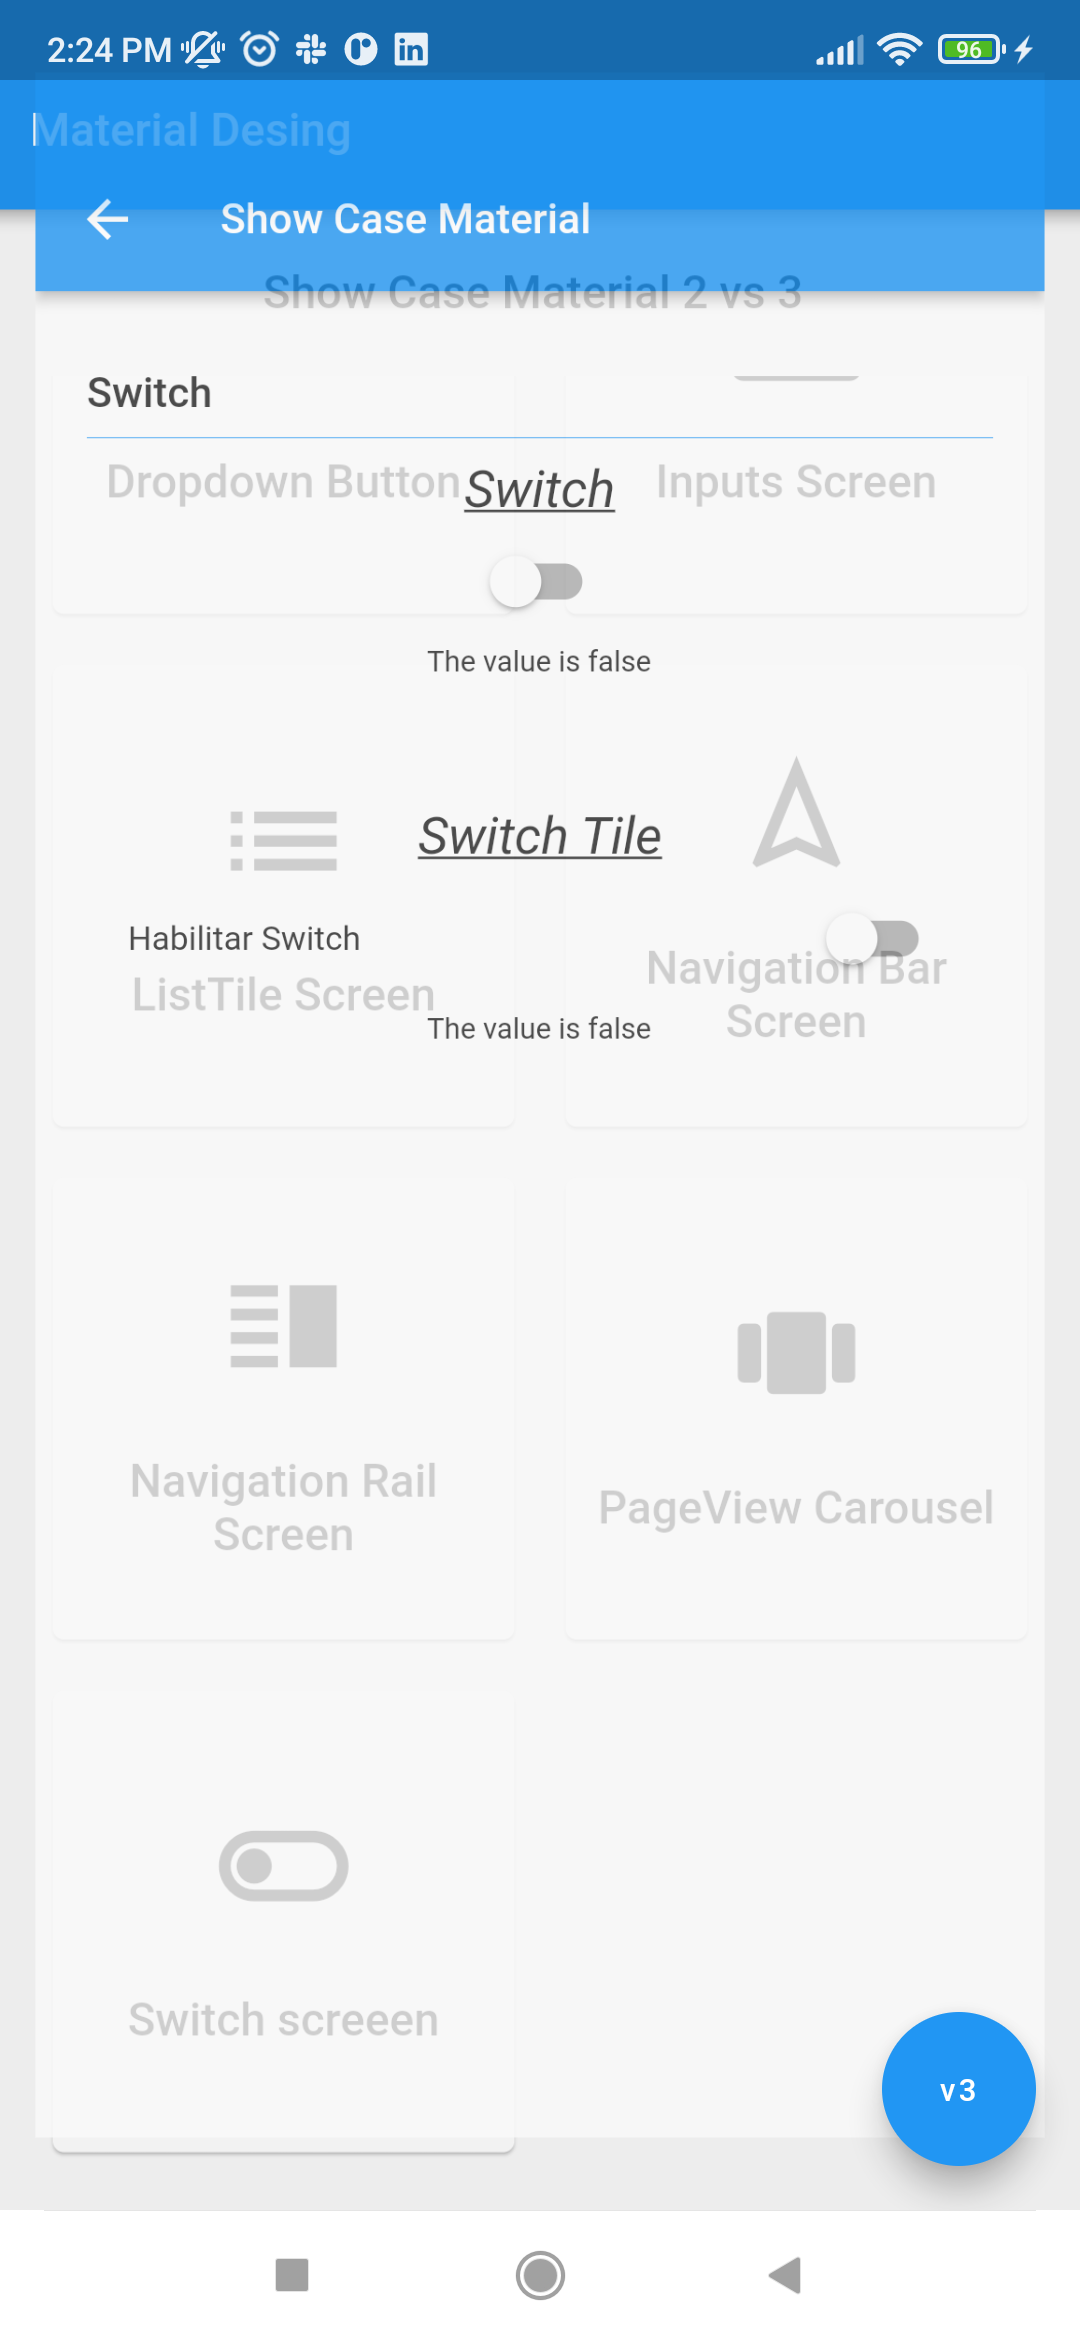 2:24 PM
96
Material Desing
Show Case Material
Show Case Material 2 vs 3
Switch
Dropdown Button
Switch
Inputs Screen
The value is false
Switch Tile
Habilitar Switch
ListTile Screen
Navigation Bar
Screen
The value is false
Navigation Rail
Screen
PageView Carousel
Switch screeen
v3